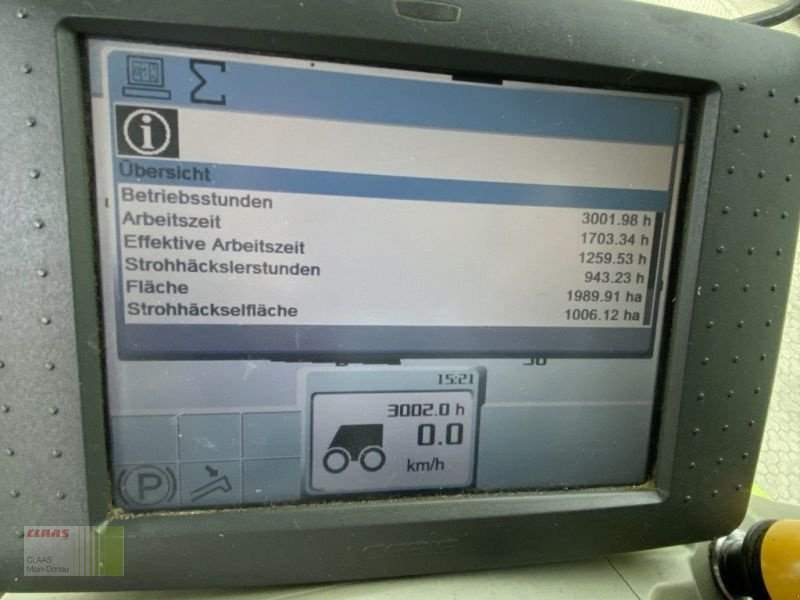 Übersicht
Betriebsstunden 3001.98 h
Arbeitszeit 1703.34 h
Effektive Arbeitszeit 1259.53 h
Strohhäckslerstunden 943.23 h
Fläche 1989.91 ha
Strohhäckselfläche 1006.12 ha
15:21
3002.0 h
0.0
km/h
P
CLAAS
CLAAS
Main-Donau